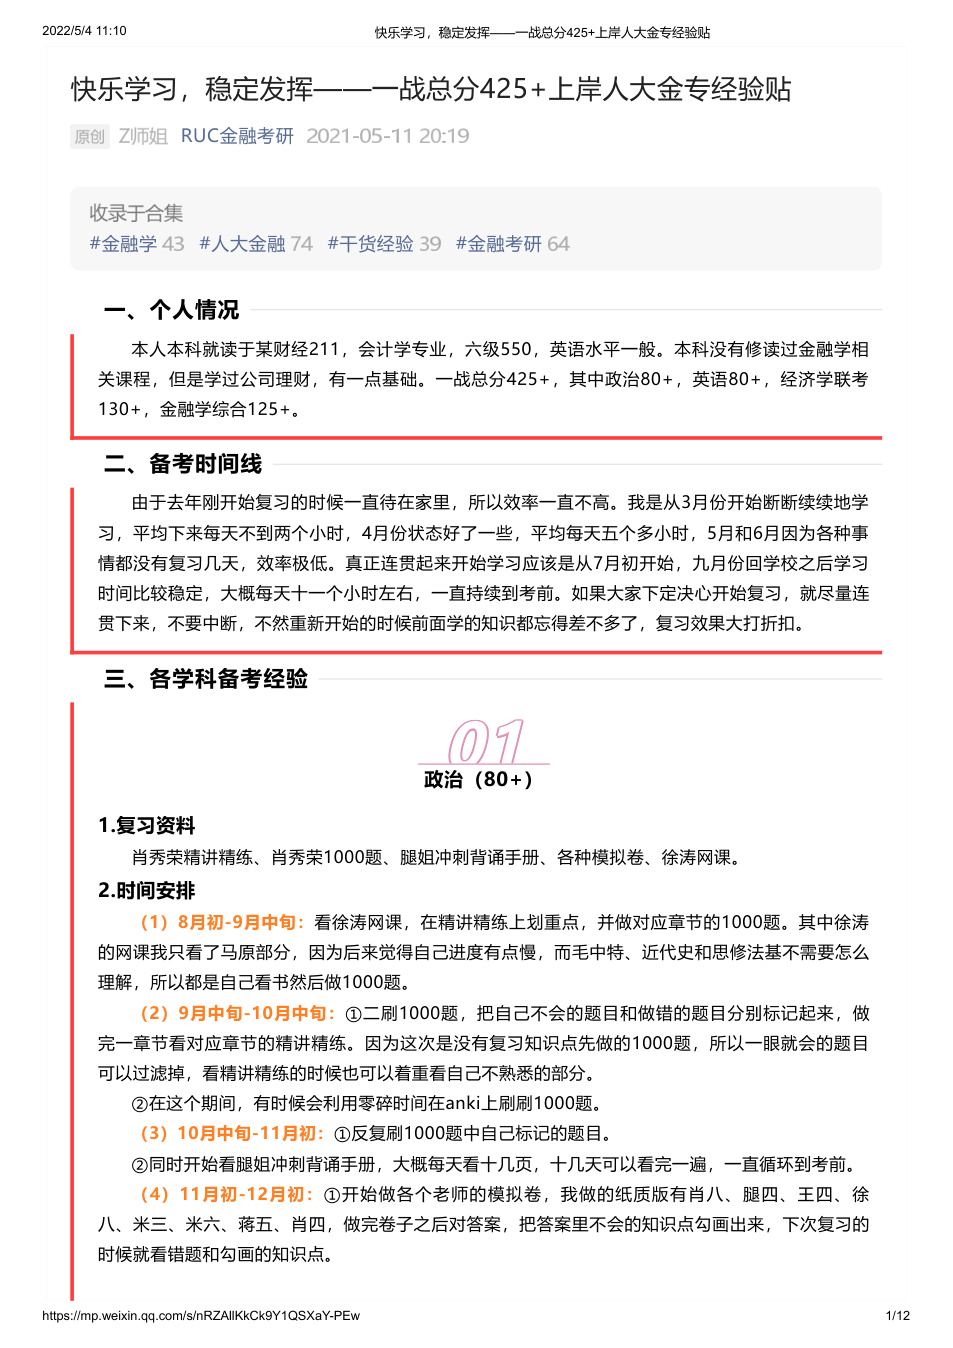 2022/5/4 11:10 快乐学习，稳定发挥——一战总分425+上岸人大金专经验贴
快乐学习，稳定发挥——一战总分425+上岸人大金专经验贴
原创 Z师姐 RUC金融考研 2021-05-11 20:19
收录于合集
#金融学 43 #人大金融 74 #干货经验 39 #金融考研 64
一、个人情况
本人本科就读于某财经211，会计学专业，六级550，英语水平一般。本科没有修读过金融学相
关课程，但是学过公司理财，有一点基础。一战总分425+，其中政治80+，英语80+，经济学联考
130+，金融学综合125+。
二、备考时间线
由于去年刚开始复习的时候一直待在家里，所以效率一直不高。我是从3月份开始断断续续地学
习，平均下来每天不到两个小时，4月份状态好了一些，平均每天五个多小时，5月和6月因为各种事
情都没有复习几天，效率极低。真正连贯起来开始学习应该是从7月初开始，九月份回学校之后学习
时间比较稳定，大概每天十一个小时左右，一直持续到考前。如果大家下定决心开始复习，就尽量连
贯下来，不要中断，不然重新开始的时候前面学的知识都忘得差不多了，复习效果大打折扣。
三、各学科备考经验
01
政治（80+）
1.复习资料
肖秀荣精讲精练、肖秀荣1000题、腿姐冲刺背诵手册、各种模拟卷、徐涛网课。
2.时间安排
（1）8月初-9月中旬：看徐涛网课，在精讲精练上划重点，并做对应章节的1000题。其中徐涛
的网课我只看了马原部分，因为后来觉得自己进度有点慢，而毛中特、近代史和思修法基不需要怎么
理解，所以都是自己看书然后做1000题。
（2）9月中旬-10月中旬：①二刷1000题，把自己不会的题目和做错的题目分别标记起来，做
完一章节看对应章节的精讲精练。因为这次是没有复习知识点先做的1000题，所以一眼就会的题目
可以过滤掉，看精讲精练的时候也可以着重看自己不熟悉的部分。
②在这个期间，有时候会利用零碎时间在anki上刷刷1000题。
（3）10月中旬-11月初：①反复刷1000题中自己标记的题目。
②同时开始看腿姐冲刺背诵手册，大概每天看十几页，十几天可以看完一遍，一直循环到考前。
（4）11月初-12月初：①开始做各个老师的模拟卷，我做的纸质版有肖八、腿四、王四、徐
八、米三、米六、蒋五、肖四，做完卷子之后对答案，把答案里不会的知识点勾画出来，下次复习的
时候就看错题和勾画的知识点。
https://mp.weixin.qq.com/s/nRZAllKkCk9Y1QSXaY-PEw 1/12